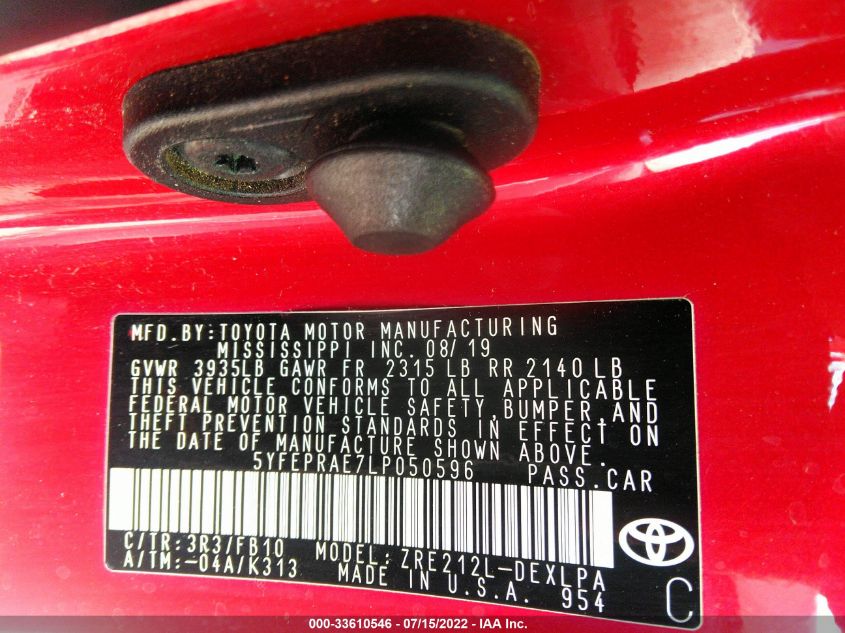 MFD.BY:TOYOTA MOTOR MANUFACTURING
MISSISSIPPI INC. 08/19
GVWR 3935LB GAWR FR 2315 LB RR 2140 LB
THIS VEHICLE CONFORMS TO ALL APPLICABLE
FEDERAL MOTOR VEHICLE SAFETY, BUMPER, AND
THEFT PREVENTION STANDARDS IN EFFECT ON
THE DATE OF MANUFACTURE SHOWN ABOVE.
5YFEPRAE7LP050596 PASS.CAR
C/TR:3R3/FB10 MODEL: ZRE212L-DEXLPA
A/TM:-04A/K313 MADE IN U.S.A. 954
C
000-33610546 - 07/15/2022 - IAA Inc.